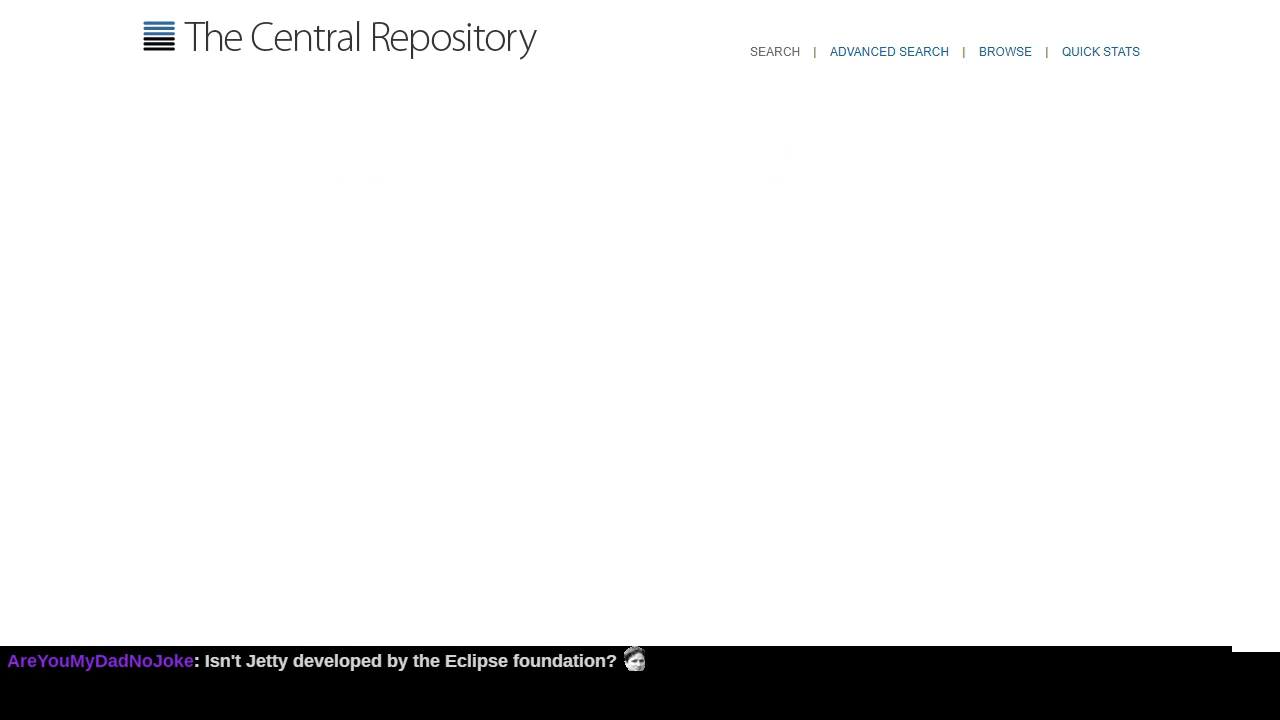 The Central Repository
SEARCH | ADVANCED SEARCH | BROWSE | QUICK STATS
AreYouMyDadNoJoke: Isn't Jetty developed by the Eclipse foundation?